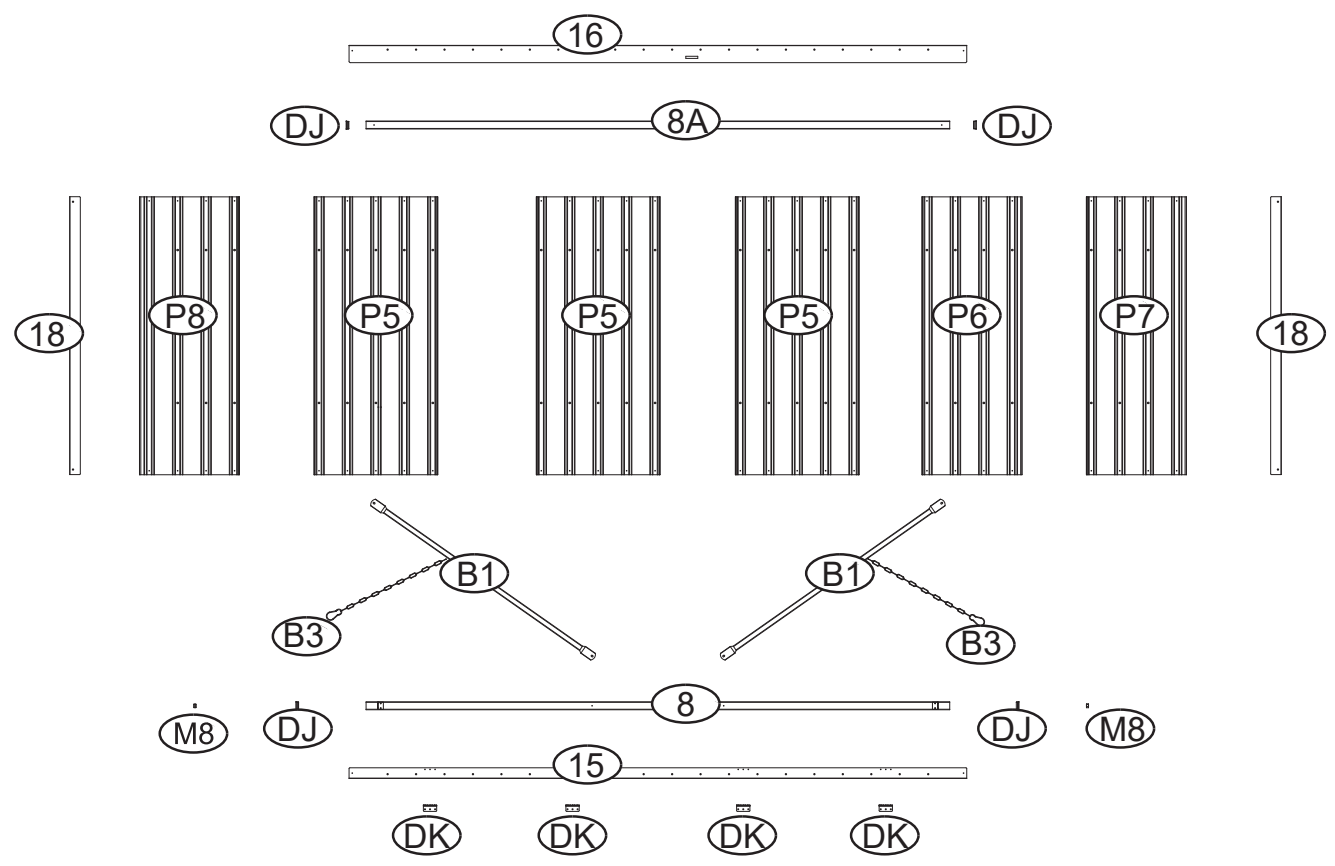 16
DJ 8A DJ
P8 P5 P5 P5 P6 P7
18 18
B1 B1
B3 B3
8
M8 DJ DJ M8
15
DK DK DK DK